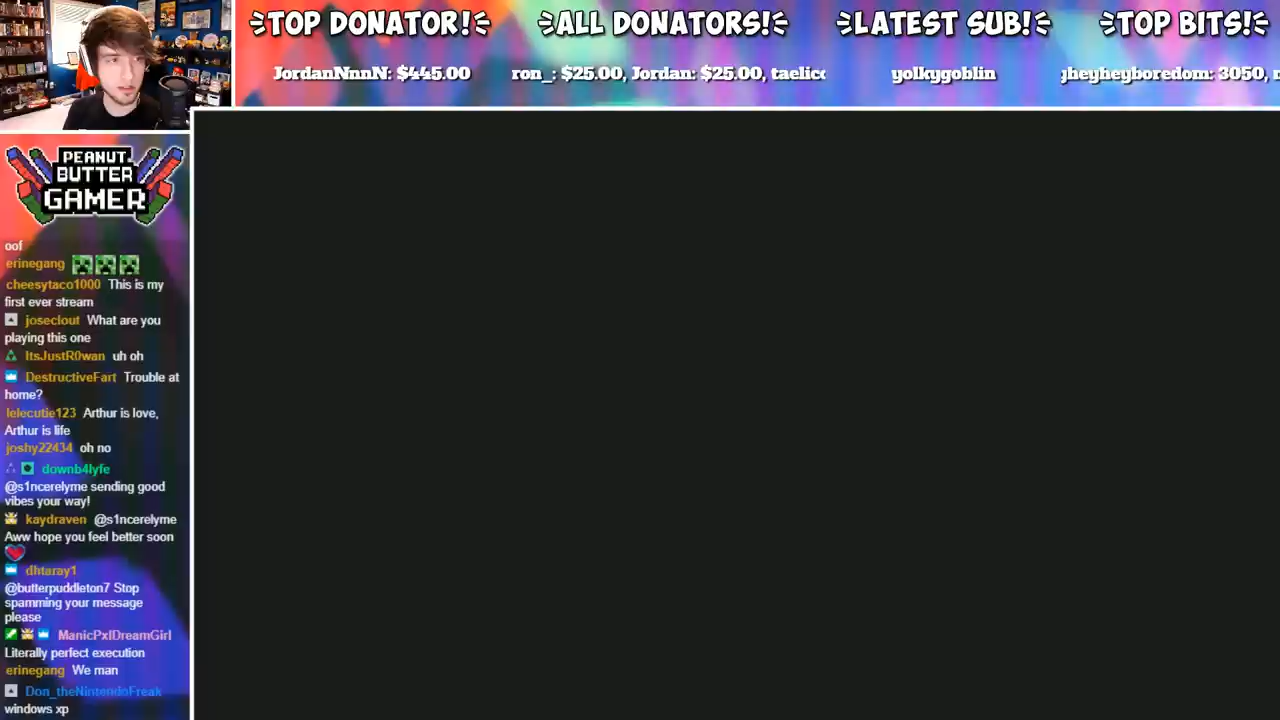 TOP DONATOR!
ALL DONATORS!
LATEST SUB!
TOP BITS!
JordanNnnN: $445.00
ron_: $25.00, Jordan: $25.00, taelicc
yolkygoblin
jheyheyboredom: 3050,
PEANUT
BUTTER
GAMER
oof
erinegang
cheesytaco1000 This is my
first ever stream
joseclout What are you
playing this one
ItsJustR0wan uh oh
DestructiveFart Trouble at
home?
lelecutie123 Arthur is love,
Arthur is life
joshy22434 oh no
downb4lyfe
@s1ncerelyme sending good
vibes your way!
kaydraven @s1ncerelyme
Aww hope you feel better soon
dhtaray1
@butterpuddleton7 Stop
spamming your message
please
ManicPxlDreamGirl
Literally perfect execution
erinegang We man
Don_theNintendoFreak
windows xp